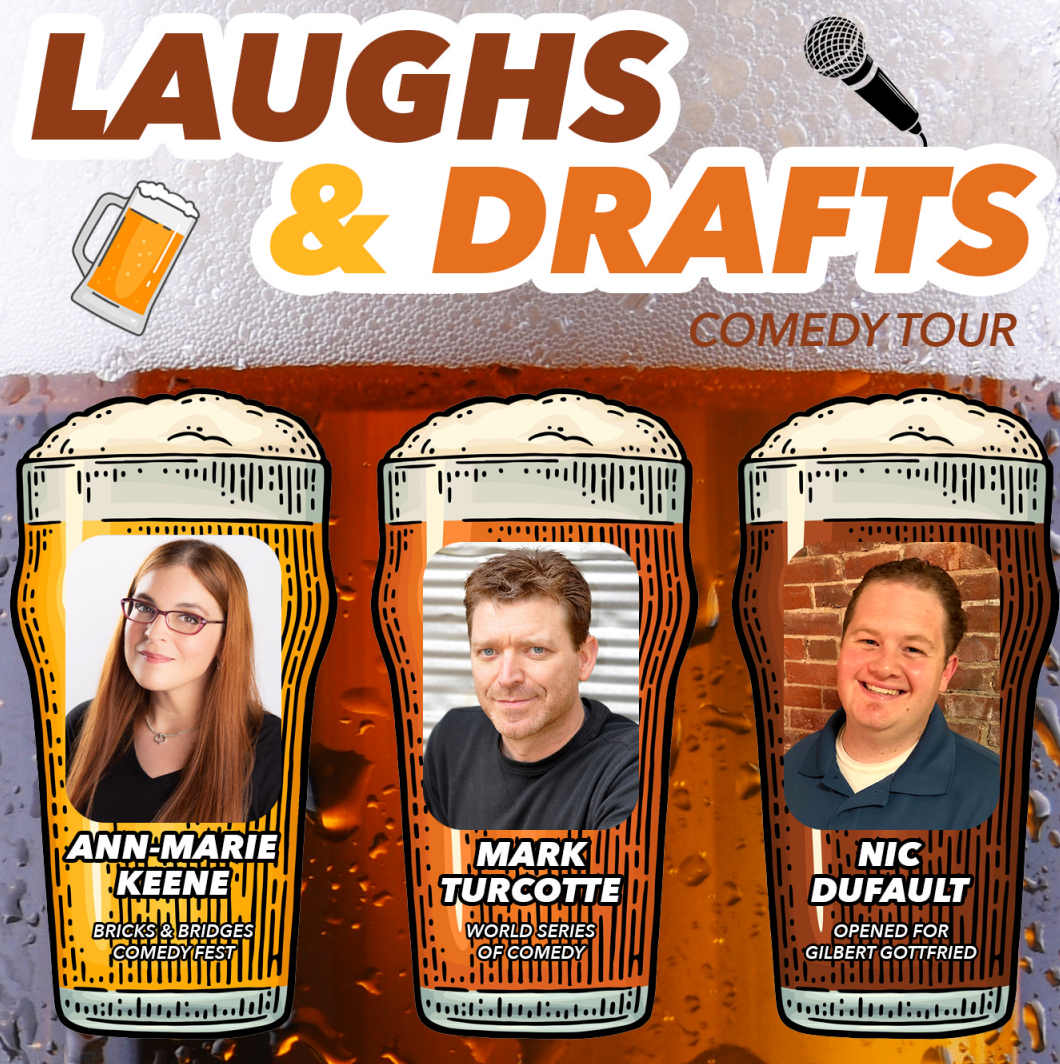 LAUGHS
& DRAFTS
COMEDY TOUR
ANN-MARIE
KEENE
BRICKS & BRIDGES
COMEDY FEST
MARK
TURCOTTE
WORLD SERIES
OF COMEDY
NIC
DUFAULT
OPENED FOR
GILBERT GOTTFRIED